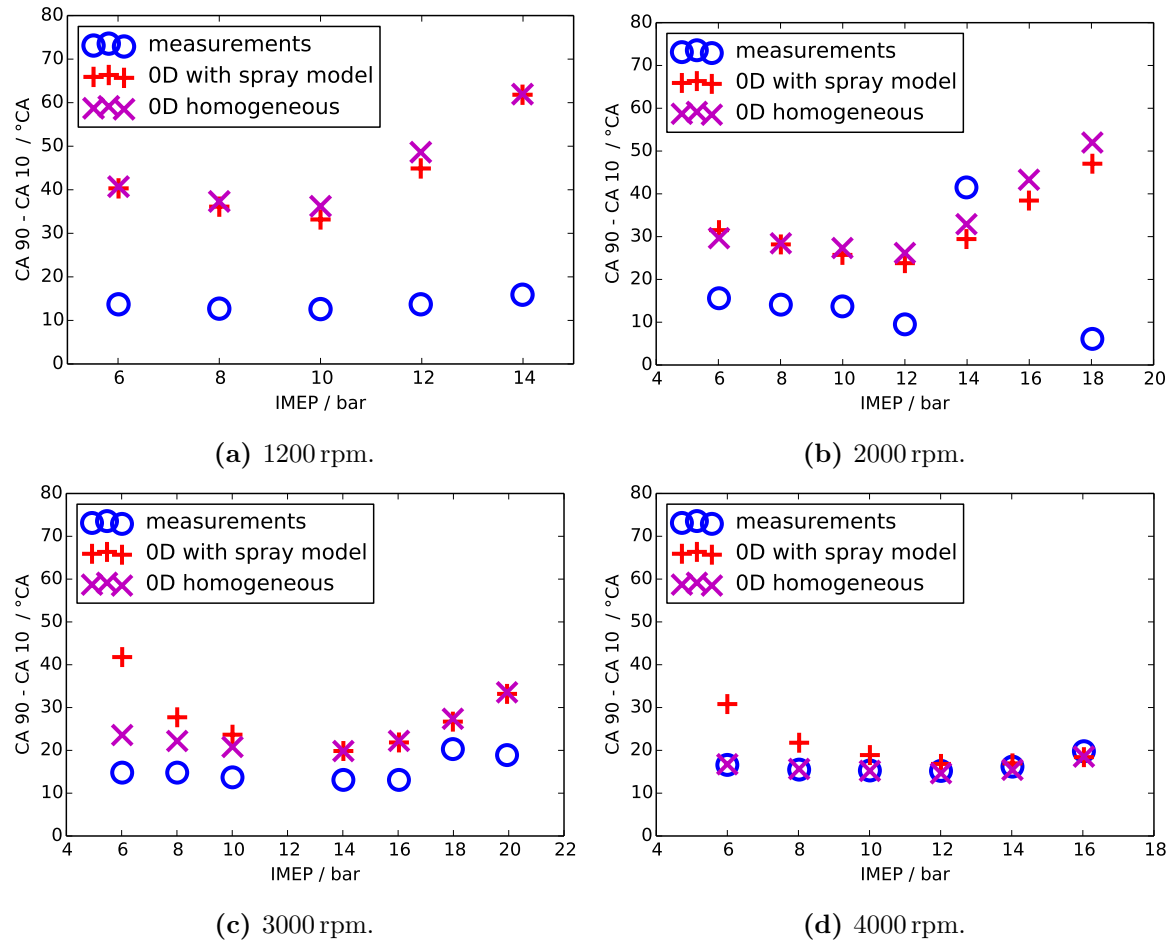 80
70
60
50
40
30
20
10
0
CA 90 - CA 10 / °CA
measurements
0D with spray model
0D homogeneous
6 8 10 12 14
IMEP / bar
(a) 1200 rpm.
80
70
60
50
40
30
20
10
0
CA 90 - CA 10 / °CA
measurements
0D with spray model
0D homogeneous
4 6 8 10 12 14 16 18 20
IMEP / bar
(b) 2000 rpm.
80
70
60
50
40
30
20
10
0
CA 90 - CA 10 / °CA
measurements
0D with spray model
0D homogeneous
4 6 8 10 12 14 16 18 20 22
IMEP / bar
(c) 3000 rpm.
80
70
60
50
40
30
20
10
0
CA 90 - CA 10 / °CA
measurements
0D with spray model
0D homogeneous
4 6 8 10 12 14 16 18
IMEP / bar
(d) 4000 rpm.